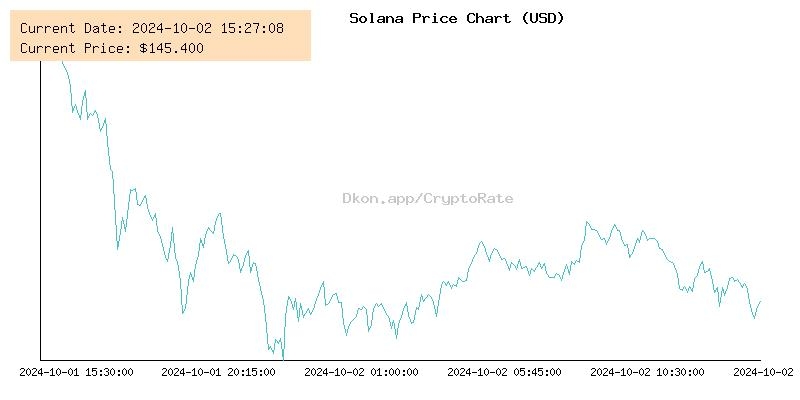 Solana Price Chart (USD)
Current Date: 2024-10-02 15:27:08
Current Price: $145.400
Dkon.app/CryptoRate
2024-10-01 15:30:00 2024-10-01 20:15:00 2024-10-02 01:00:00 2024-10-02 05:45:00 2024-10-02 10:30:00 2024-10-02